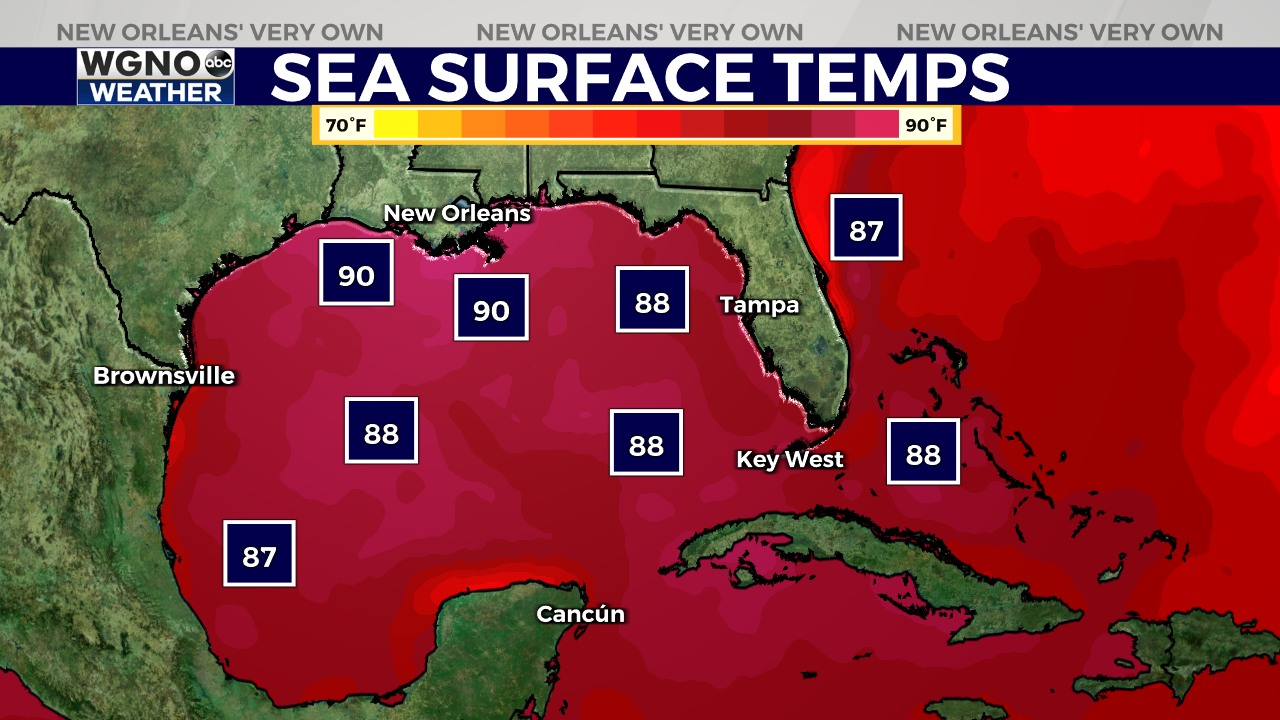 NEW ORLEANS' VERY OWN NEW ORLEANS' VERY OWN NEW ORLEANS' VERY OWN
WGNO abc
WEATHER
SEA SURFACE TEMPS
70°F 90°F
New Orleans
87
90
90
88
Tampa
Brownsville
88
88
Key West
88
87
Cancún